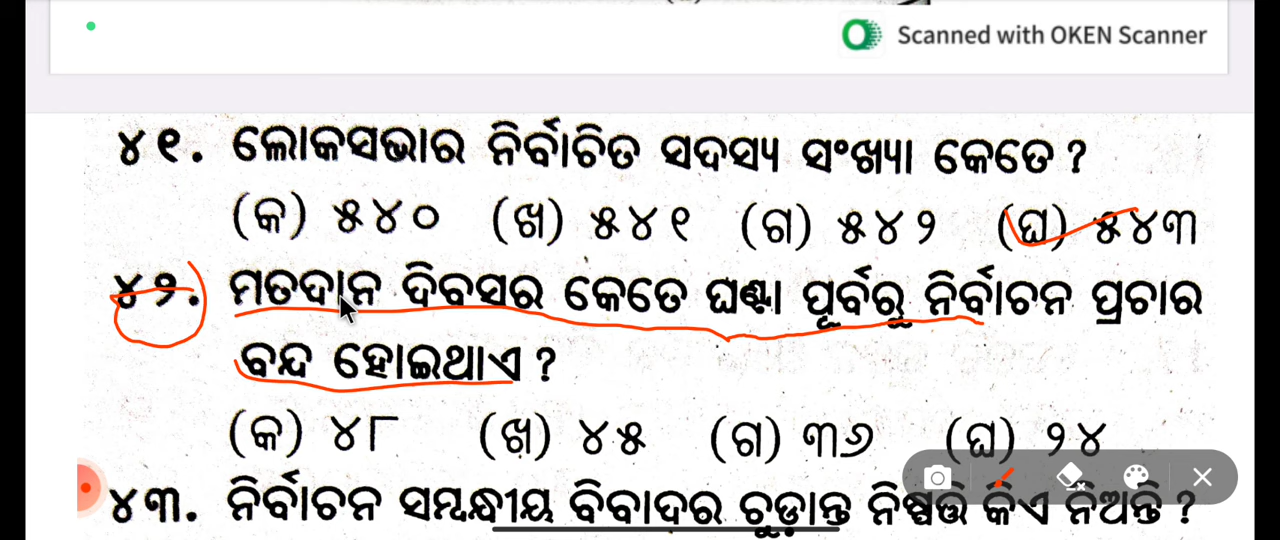 Scanned with OKEN Scanner
୪୧. ଲୋକସଭାର ନିର୍ବାଚିତ ସଦସ୍ୟ ସଂଖ୍ୟା କେତେ ?
(କ) ୫୪୦ (ଖ) ୫୪୧ (ଗ) ୫୪୨ (ଘ) ୫୪୩
୪୨. ମତଦାନ ଦିବସର କେତେ ଘଣ୍ଟା ପୂର୍ବରୁ ନିର୍ବାଚନ ପ୍ରଚାର
ବନ୍ଦ ହୋଇଥାଏ ?
(କ) ୪୮ (ଖ) ୪୫ (ଗ) ୩୬ (ଘ) ୨୪
୪୩. ନିର୍ବାଚନ ସମ୍ବନ୍ଧୀୟ ବିବାଦର ଚୁଡ଼ାନ୍ତ ନିଷ୍ପତ୍ତି କିଏ ନିଅନ୍ତି ?